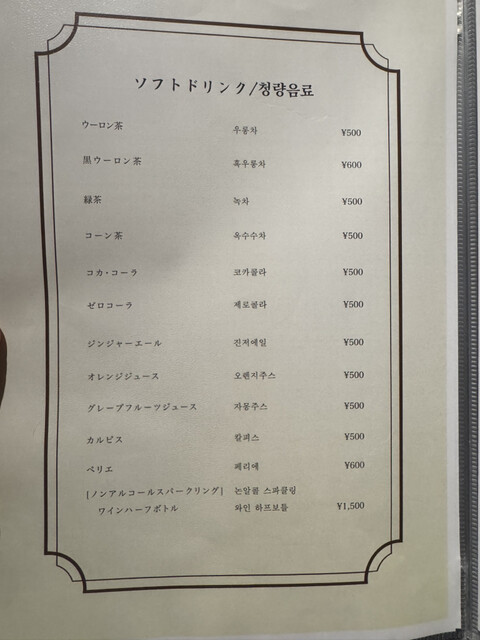 ソフトドリンク/청량음료
ウーロン茶 우롱차 ¥500
黒ウーロン茶 흑우롱차 ¥600
緑茶 녹차 ¥500
コーン茶 옥수수차 ¥500
コカ・コーラ 코카콜라 ¥500
ゼロコーラ 제로콜라 ¥500
ジンジャーエール 진저에일 ¥500
オレンジジュース 오렌지주스 ¥500
グレープフルーツジュース 자몽주스 ¥500
カルピス 칼피스 ¥500
ペリエ 페리에 ¥600
[ノンアルコールスパークリング] 논알콜 스파클링
ワインハーフボトル 와인 하프보틀 ¥1,500